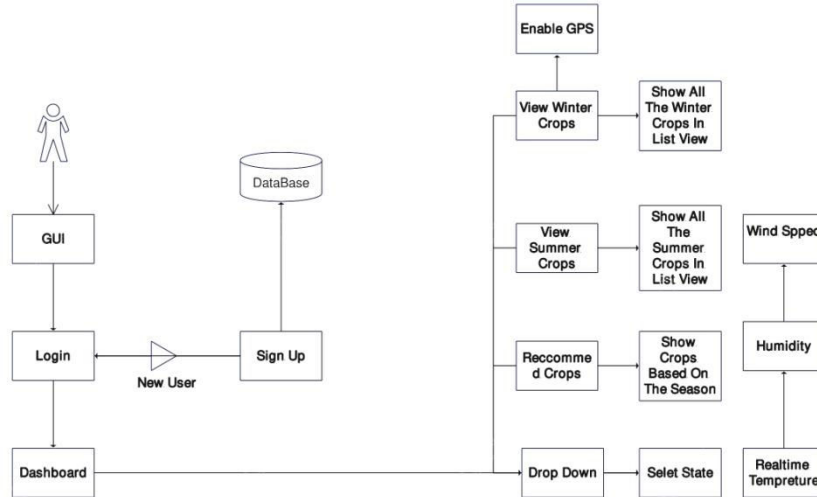 Enable GPS
View Winter
Crops
Show All
The Winter
Crops In
List View
DataBase
GUI
View
Summer
Crops
Show All
The
Summer
Crops In
List View
Wind Spped
Login
New User
Sign Up
Reccomme
d Crops
Show
Crops
Based On
The Season
Humidity
Dashboard
Drop Down
Selet State
Realtime
Tempreture